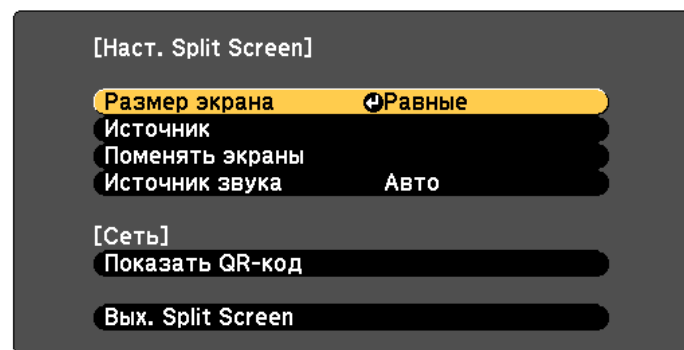 [Наст. Split Screen]
Размер экрана Равные
Источник
Поменять экраны
Источник звука Авто
[Сеть]
Показать QR-код
Вых. Split Screen